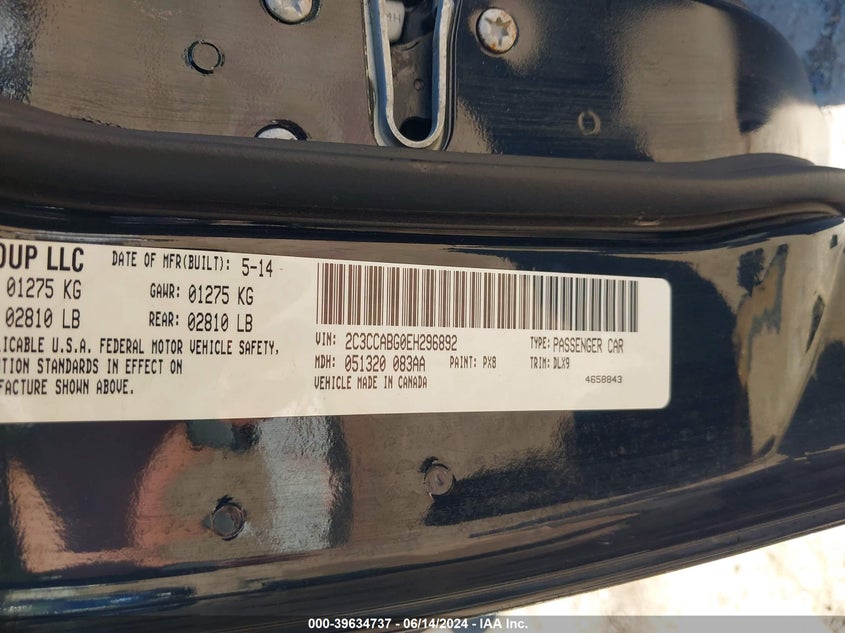 OUP LLC DATE OF MFR(BUILT): 5-14
01275 KG GAWR: 01275 KG
02810 LB REAR: 02810 LB
LICABLE U.S.A. FEDERAL MOTOR VEHICLE SAFETY,
TION STANDARDS IN EFFECT ON
FACTURE SHOWN ABOVE.
VIN: 2C3CCABG0EH296892 TYPE: PASSENGER CAR
MDH: 051320 083AA PAINT: PX8 TRIM: DLX9
VEHICLE MADE IN CANADA 4658843
000-39634737 - 06/14/2024 - IAA Inc.